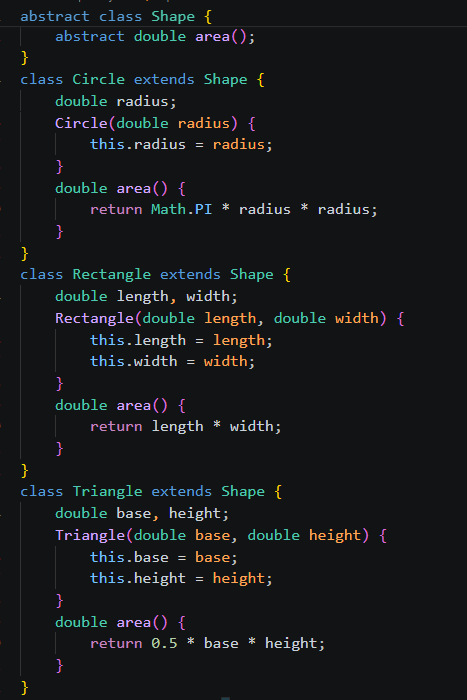 abstract class Shape {
    abstract double area();
}
class Circle extends Shape {
    double radius;
    Circle(double radius) {
        this.radius = radius;
    }
    double area() {
        return Math.PI * radius * radius;
    }
}
class Rectangle extends Shape {
    double length, width;
    Rectangle(double length, double width) {
        this.length = length;
        this.width = width;
    }
    double area() {
        return length * width;
    }
}
class Triangle extends Shape {
    double base, height;
    Triangle(double base, double height) {
        this.base = base;
        this.height = height;
    }
    double area() {
        return 0.5 * base * height;
    }
}